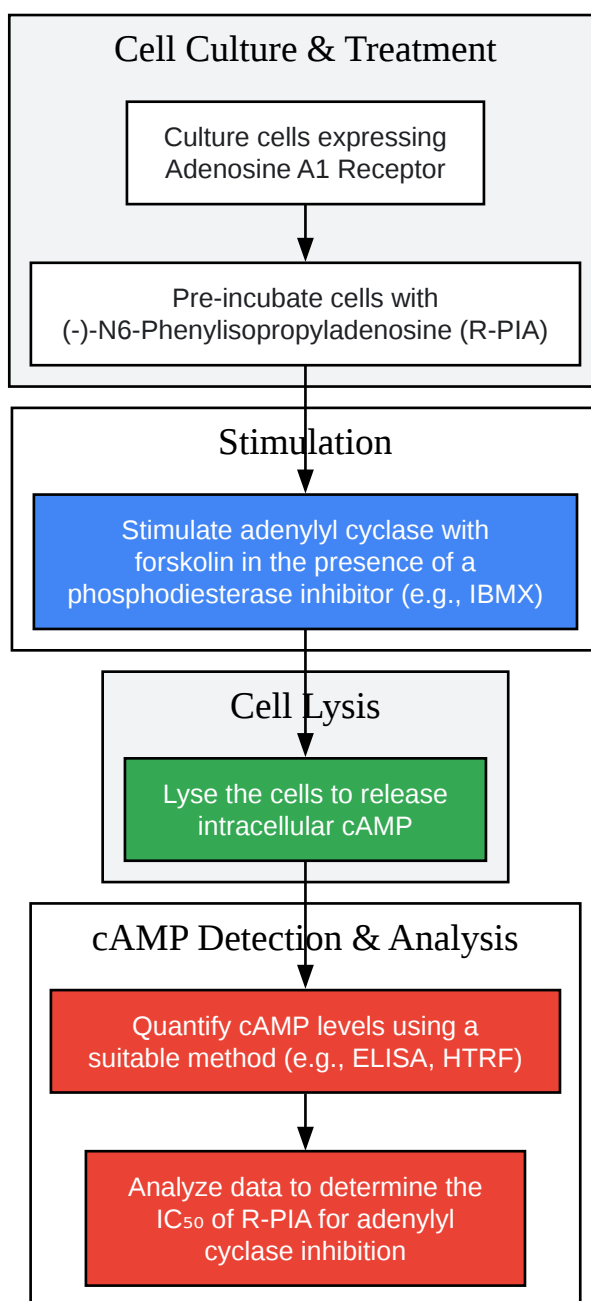 Cell Culture & Treatment
Culture cells expressing
Adenosine A1 Receptor
Pre-incubate cells with
(-)-N6-Phenylisopropyladenosine (R-PIA)
Stimulation
Stimulate adenylyl cyclase with
forskolin in the presence of a
phosphodiesterase inhibitor (e.g., IBMX)
Cell Lysis
Lyse the cells to release
intracellular cAMP
cAMP Detection & Analysis
Quantify cAMP levels using a
suitable method (e.g., ELISA, HTRF)
Analyze data to determine the
IC₅₀ of R-PIA for adenylyl
cyclase inhibition